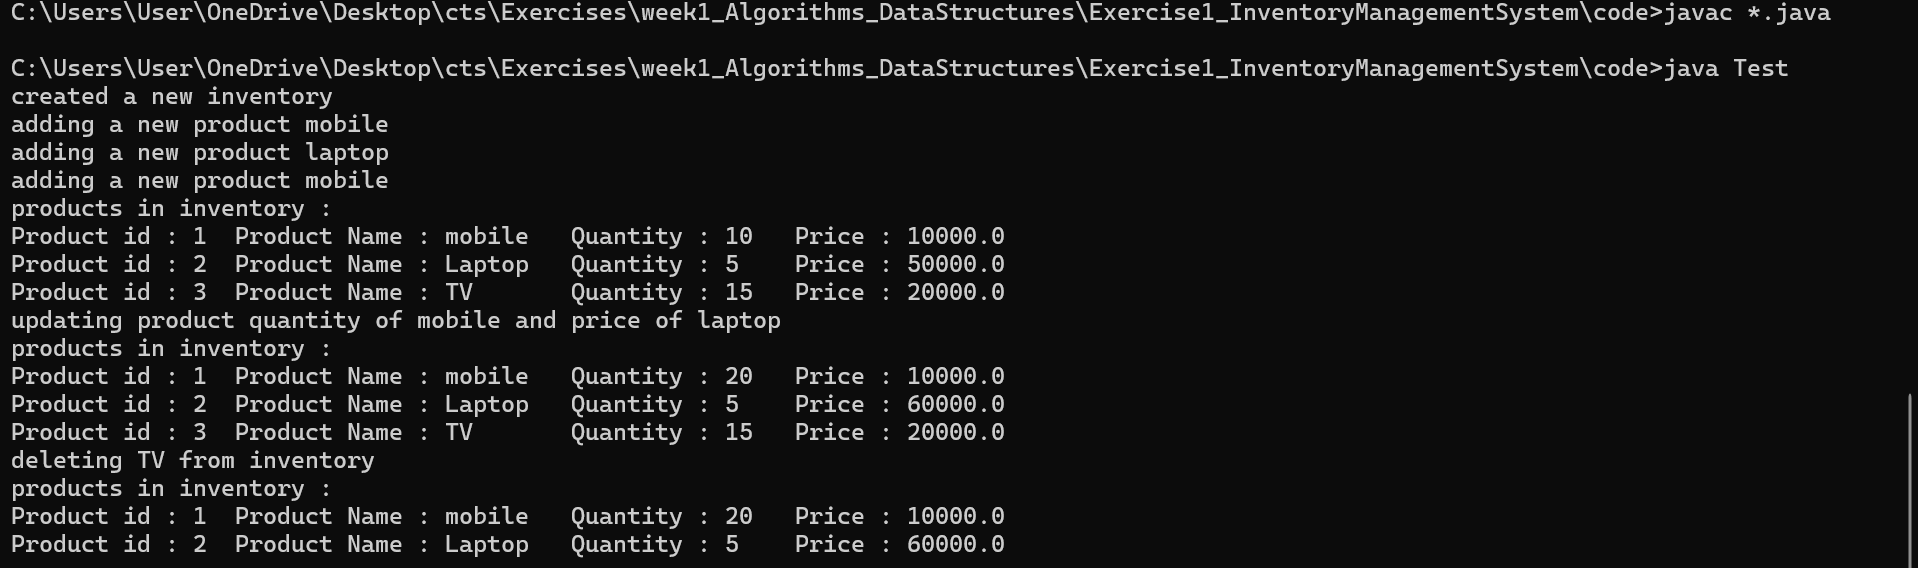 C:\Users\User\OneDrive\Desktop\cts\Exercises\week1_Algorithms_DataStructures\Exercise1_InventoryManagementSystem\code>javac *.java
C:\Users\User\OneDrive\Desktop\cts\Exercises\week1_Algorithms_DataStructures\Exercise1_InventoryManagementSystem\code>java Test
created a new inventory
adding a new product mobile
adding a new product laptop
adding a new product mobile
products in inventory :
Product id : 1  Product Name : mobile   Quantity : 10   Price : 10000.0
Product id : 2  Product Name : Laptop   Quantity : 5    Price : 50000.0
Product id : 3  Product Name : TV       Quantity : 15   Price : 20000.0
updating product quantity of mobile and price of laptop
products in inventory :
Product id : 1  Product Name : mobile   Quantity : 20   Price : 10000.0
Product id : 2  Product Name : Laptop   Quantity : 5    Price : 60000.0
Product id : 3  Product Name : TV       Quantity : 15   Price : 20000.0
deleting TV from inventory
products in inventory :
Product id : 1  Product Name : mobile   Quantity : 20   Price : 10000.0
Product id : 2  Product Name : Laptop   Quantity : 5    Price : 60000.0